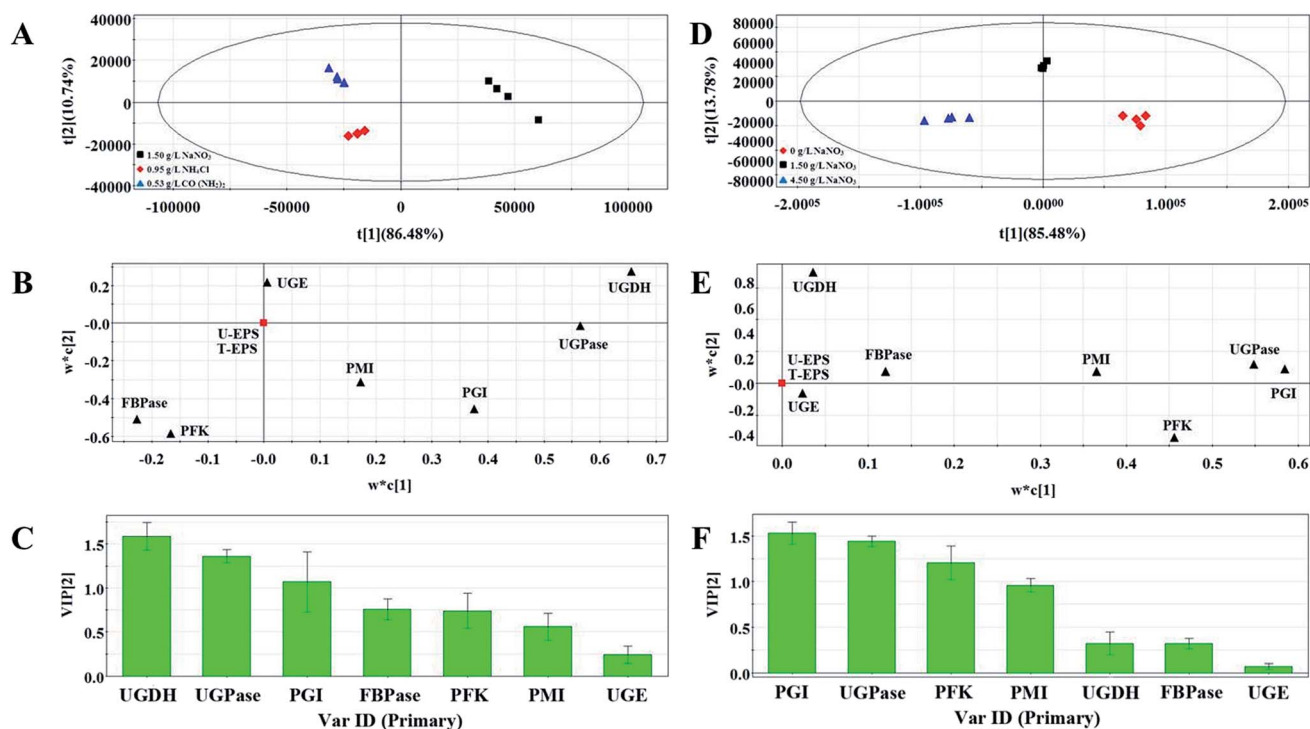 A
40000
20000
0
-20000
-40000
t[2](10.74%)
1.50 g/L NaNO₃
0.95 g/L NH₄Cl
0.53 g/L CO (NH₂)₂
-100000 -50000 0 50000 100000
t[1](86.48%)
D
80000
60000
40000
20000
0
-20000
-40000
-60000
-80000
t[2](13.78%)
0 g/L NaNO₃
1.50 g/L NaNO₃
4.50 g/L NaNO₃
-2.0005 -1.0005 0.0000 1.0005 2.0005
t[1](85.48%)
B
0.2
-0.0
-0.2
-0.4
-0.6
w*c[2]
UGE
UGDH
U-EPS
T-EPS
UGPase
PMI
PGI
FBPase
PFK
-0.2 -0.1 -0.0 0.1 0.2 0.3 0.4 0.5 0.6 0.7
w*c[1]
E
0.8
0.4
0.2
-0.0
-0.2
-0.4
w*c[2]
UGDH
U-EPS
T-EPS
FBPase
PMI
UGPase
PGI
UGE
PFK
0.0 0.1 0.2 0.3 0.4 0.5 0.6
w*c[1]
C
1.5
1.0
0.5
0.0
VIP[2]
UGDH UGPase PGI FBPase PFK PMI UGE
Var ID (Primary)
F
1.5
1.0
0.5
0.0
VIP[2]
PGI UGPase PFK PMI UGDH FBPase UGE
Var ID (Primary)